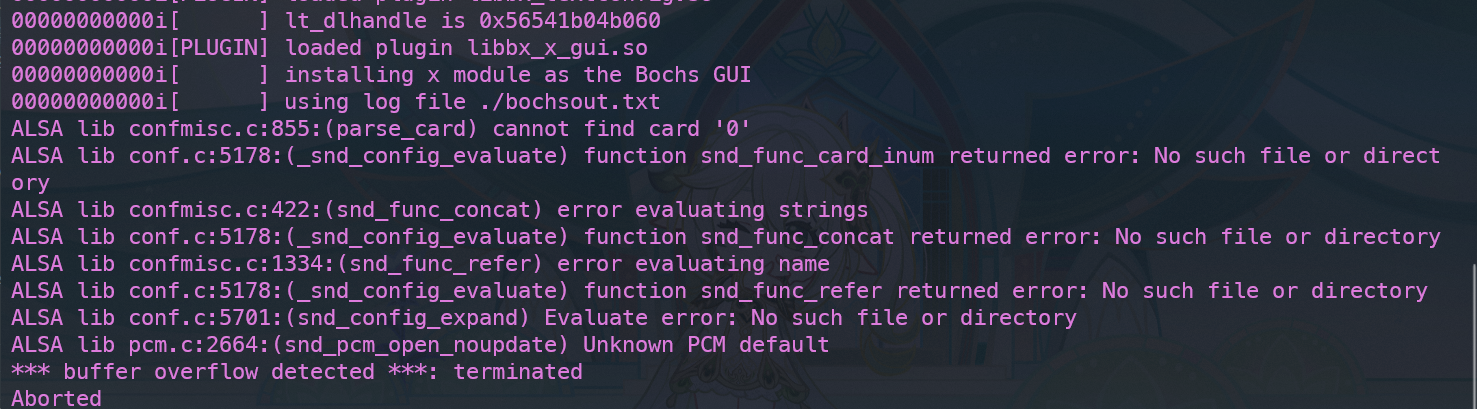 00000000000i[      ] lt_dlhandle is 0x56541b04b060
00000000000i[PLUGIN] loaded plugin libbx_x_gui.so
00000000000i[      ] installing x module as the Bochs GUI
00000000000i[      ] using log file ./bochsout.txt
ALSA lib confmisc.c:855:(parse_card) cannot find card '0'
ALSA lib conf.c:5178:(_snd_config_evaluate) function snd_func_card_inum returned error: No such file or direct
ory
ALSA lib confmisc.c:422:(snd_func_concat) error evaluating strings
ALSA lib conf.c:5178:(_snd_config_evaluate) function snd_func_concat returned error: No such file or directory
ALSA lib confmisc.c:1334:(snd_func_refer) error evaluating name
ALSA lib conf.c:5178:(_snd_config_evaluate) function snd_func_refer returned error: No such file or directory
ALSA lib conf.c:5701:(snd_config_expand) Evaluate error: No such file or directory
ALSA lib pcm.c:2664:(snd_pcm_open_noupdate) Unknown PCM default
*** buffer overflow detected ***: terminated
Aborted